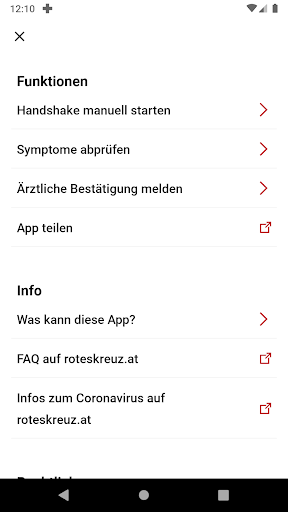 12:10
Funktionen
Handshake manuell starten
Symptome abprüfen
Ärztliche Bestätigung melden
App teilen
Info
Was kann diese App?
FAQ auf roteskreuz.at
Infos zum Coronavirus auf
roteskreuz.at